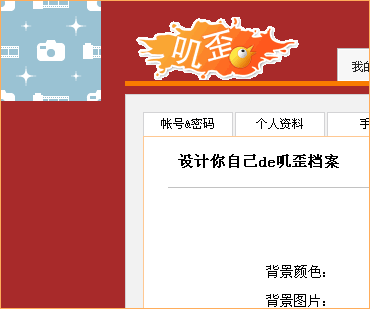 叽歪
我的
帐号&密码 个人资料 手
设计你自己de叽歪档案
背景颜色：
背景图片：